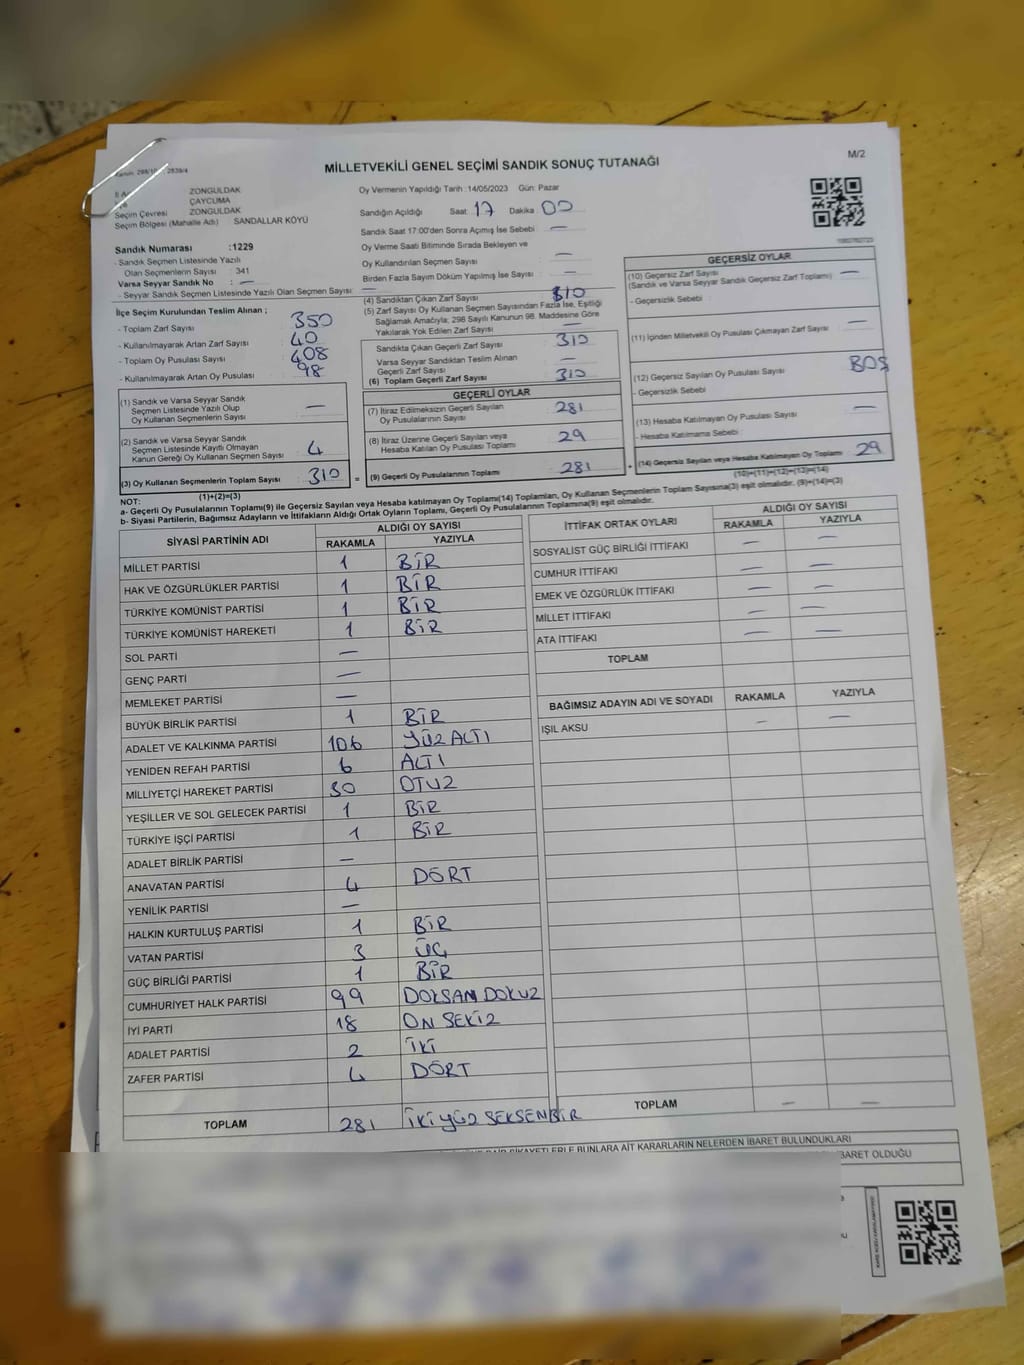 M/2
MİLLETVEKİLİ GENEL SEÇİMİ SANDIK SONUÇ TUTANAĞI
ZONGULDAK
ÇAYCUMA
Seçim Çevresi ZONGULDAK
Seçim Bölgesi (Mahalle Adı) SANDALLAR KÖYÜ
Sandık Numarası :1229
- Sandık Seçmen Listesinde Yazılı
Olan Seçmenlerin Sayısı : 341
Varsa Seyyar Sandık No : —
- Seyyar Sandık Seçmen Listesinde Yazılı Olan Seçmen Sayısı: —
İlçe Seçim Kurulundan Teslim Alınan ;
- Toplam Zarf Sayısı 350
- Kullanılmayarak Artan Zarf Sayısı 40
- Toplam Oy Pusulası Sayısı 408
- Kullanılmayarak Artan Oy Pusulası 98
(1) Sandık ve Varsa Seyyar Sandık
Seçmen Listesinde Yazılı Olup
Oy Kullanan Seçmenlerin Sayısı —
(2) Sandık ve Varsa Seyyar Sandık
Seçmen Listesinde Kayıtlı Olmayan
Kanun Gereği Oy Kullanan Seçmen Sayısı 4
(3) Oy Kullanan Seçmenlerin Toplam Sayısı 310 =
(1)+(2)=(3)
Oy Vermenin Yapıldığı Tarih :14/05/2023 Gün: Pazar
Sandığın Açıldığı Saat 17 Dakika 00
Sandık Saat 17:00'den Sonra Açımış İse Sebebi —
Oy Verme Saati Bitiminde Sırada Bekleyen ve
Oy Kullandırılan Seçmen Sayısı —
Birden Fazla Sayım Döküm Yapılmış İse Sayısı —
(4) Sandıktan Çıkan Zarf Sayısı 310
(5) Zarf Sayısı Oy Kullanan Seçmen Sayısından Fazla İse, Eşitliği
Sağlamak Amacıyla; 298 Sayılı Kanunun 98. Maddesine Göre
Yakılarak Yok Edilen Zarf Sayısı —
Sandıkta Çıkan Geçerli Zarf Sayısı 310
Varsa Seyyar Sandıktan Teslim Alınan
Geçerli Zarf Sayısı —
(6) Toplam Geçerli Zarf Sayısı 310
GEÇERLİ OYLAR
(7) İtiraz Edilmeksizin Geçerli Sayılan
Oy Pusulalarının Sayısı 281
(8) İtiraz Üzerine Geçerli Sayılan veya
Hesaba Katılan Oy Pusulası Toplamı 29
(9) Geçerli Oy Pusulalarının Toplamı 281 +
GEÇERSİZ OYLAR
(10) Geçersiz Zarf Sayısı —
(Sandık ve Varsa Seyyar Sandık Geçersiz Zarf Toplamı)
- Geçersizlik Sebebi :
(11) İçinden Milletvekili Oy Pusulası Çıkmayan Zarf Sayısı —
(12) Geçersiz Sayılan Oy Pusulası Sayısı BOŞ
- Geçersizlik Sebebi
(13) Hesaba Katılmayan Oy Pusulası Sayısı —
- Hesaba Katılmama Sebebi :
(14) Geçersiz Sayılan veya Hesaba Katılmayan Oy Toplamı 29
(10)+(11)+(12)+(13)=(14)
NOT:
a- Geçerli Oy Pusulalarının Toplamı(9) ile Geçersiz Sayılan veya Hesaba katılmayan Oy Toplamı(14) Toplamları, Oy Kullanan Seçmenlerin Toplam Sayısına(3) eşit olmalıdır. (9)+(14)=(3)
b- Siyasi Partilerin, Bağımsız Adayların ve İttifakların Aldığı Ortak Oyların Toplamı, Geçerli Oy Pusulalarının Toplamına(9) eşit olmalıdır.
SİYASİ PARTİNİN ADI ALDIĞI OY SAYISI
RAKAMLA YAZIYLA
MİLLET PARTİSİ 1 BİR
HAK VE ÖZGÜRLÜKLER PARTİSİ 1 BİR
TÜRKİYE KOMÜNİST PARTİSİ 1 BİR
TÜRKİYE KOMÜNİST HAREKETİ 1 BİR
SOL PARTİ —
GENÇ PARTİ —
MEMLEKET PARTİSİ —
BÜYÜK BİRLİK PARTİSİ 1 BİR
ADALET VE KALKINMA PARTİSİ 106 YÜZ ALTI
YENİDEN REFAH PARTİSİ 6 ALTI
MİLLİYETÇİ HAREKET PARTİSİ 30 OTUZ
YEŞİLLER VE SOL GELECEK PARTİSİ 1 BİR
TÜRKİYE İŞÇİ PARTİSİ 1 BİR
ADALET BİRLİK PARTİSİ —
ANAVATAN PARTİSİ 4 DÖRT
YENİLİK PARTİSİ —
HALKIN KURTULUŞ PARTİSİ 1 BİR
VATAN PARTİSİ 3 ÜÇ
GÜÇ BİRLİĞİ PARTİSİ 1 BİR
CUMHURİYET HALK PARTİSİ 99 DOKSAN DOKUZ
İYİ PARTİ 18 ON SEKİZ
ADALET PARTİSİ 2 İKİ
ZAFER PARTİSİ 4 DÖRT
TOPLAM 281 İKİ YÜZ SEKSEN BİR
İTTİFAK ORTAK OYLARI ALDIĞI OY SAYISI
RAKAMLA YAZIYLA
SOSYALİST GÜÇ BİRLİĞİ İTTİFAKI — —
CUMHUR İTTİFAKI — —
EMEK VE ÖZGÜRLÜK İTTİFAKI — —
MİLLET İTTİFAKI — —
ATA İTTİFAKI — —
TOPLAM
BAĞIMSIZ ADAYIN ADI VE SOYADI RAKAMLA YAZIYLA
IŞIL AKSU — —
TOPLAM — —
ŞİKAYETLERLE BUNLARA AİT KARARLARIN NELERDEN İBARET BULUNDUKLARI
İBARET OLDUĞU